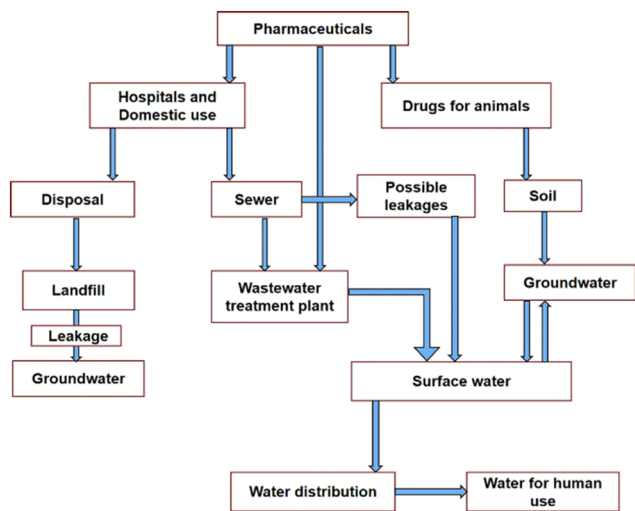 Pharmaceuticals
Hospitals and
Domestic use
Drugs for animals
Disposal
Sewer
Possible
leakages
Soil
Landfill
Wastewater
treatment plant
Groundwater
Leakage
Groundwater
Surface water
Water distribution
Water for human
use